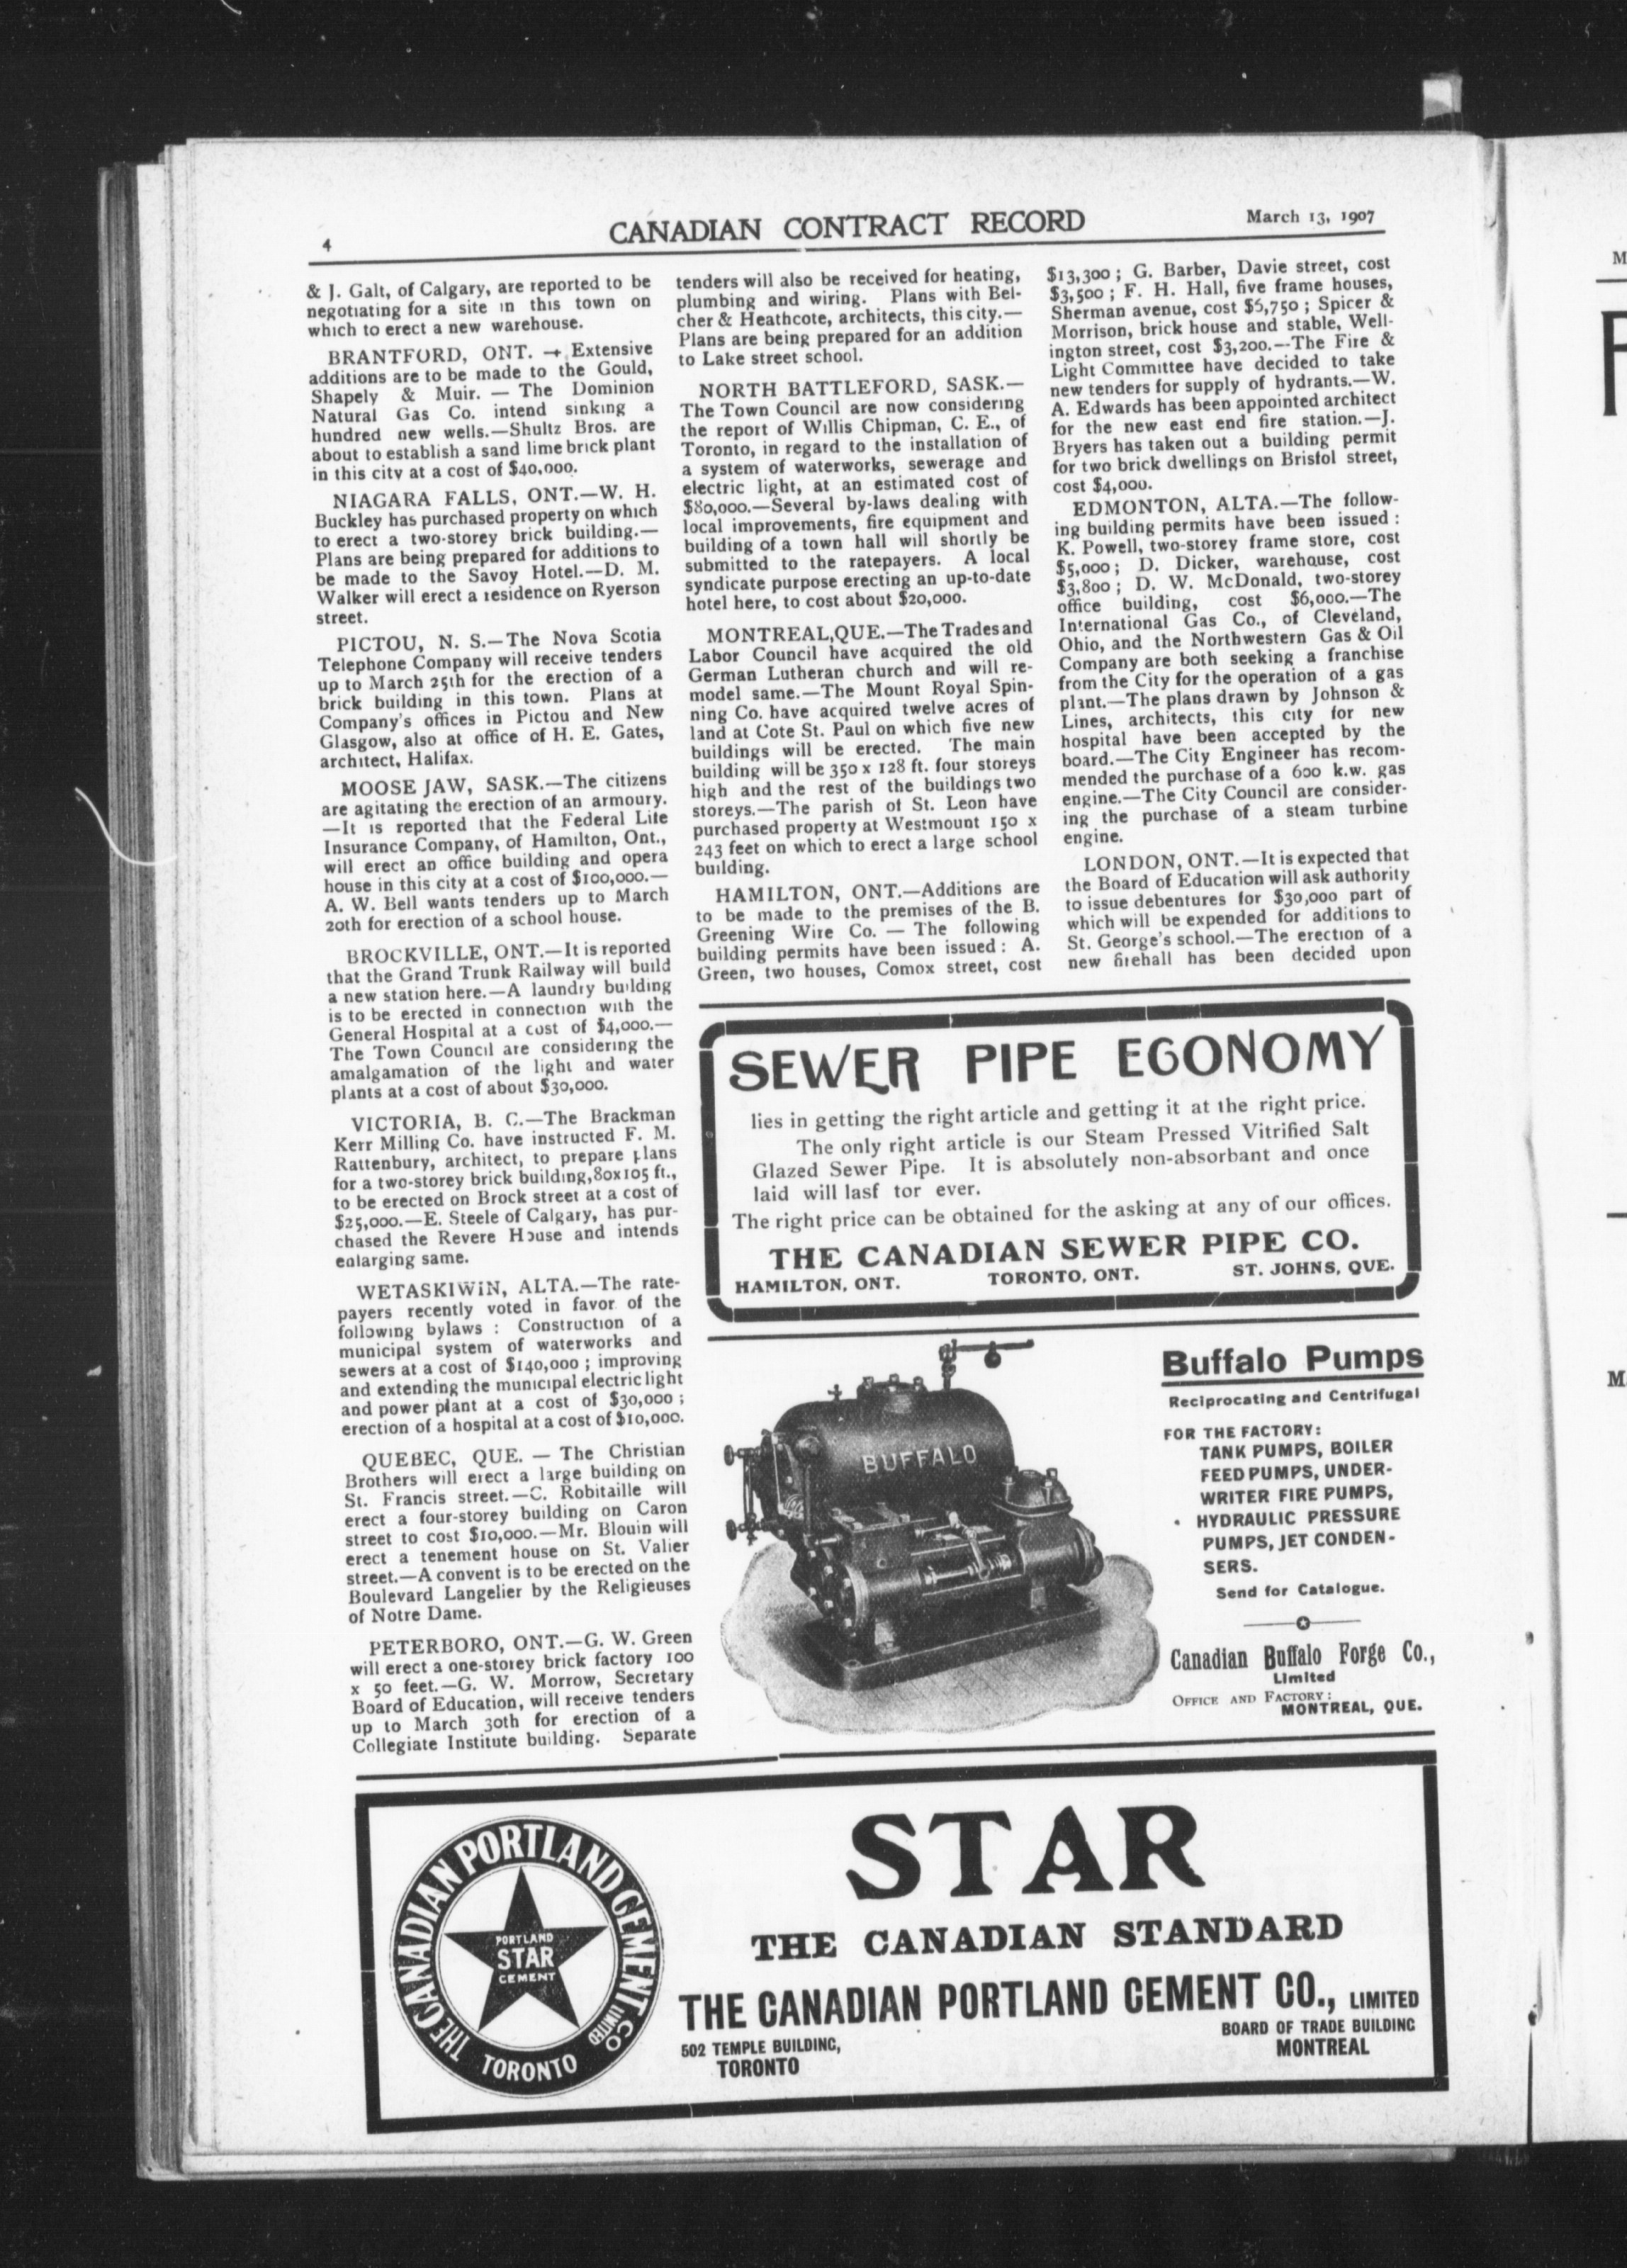 4
CANADIAN CONTRACT RECORD
March 13, 1907
& J. Galt, of Calgary, are reported to be
negotiating for a site in this town on
which to erect a new warehouse.
BRANTFORD, ONT. — Extensive
additions are to be made to the Gould,
Shapely & Muir. — The Dominion
Natural Gas Co. intend sinking a
hundred new wells.—Shultz Bros. are
about to establish a sand lime brick plant
in this city at a cost of $40,000.
NIAGARA FALLS, ONT.—W. H.
Buckley has purchased property on which
to erect a two-storey brick building.—
Plans are being prepared for additions to
be made to the Savoy Hotel.—D. M.
Walker will erect a residence on Ryerson
street.
PICTOU, N. S.—The Nova Scotia
Telephone Company will receive tenders
up to March 25th for the erection of a
brick building in this town. Plans at
Company's offices in Pictou and New
Glasgow, also at office of H. E. Gates,
architect, Halifax.
MOOSE JAW, SASK.—The citizens
are agitating the erection of an armoury.
—It is reported that the Federal Life
Insurance Company, of Hamilton, Ont.,
will erect an office building and opera
house in this city at a cost of $100,000.—
A. W. Bell wants tenders up to March
20th for erection of a school house.
BROCKVILLE, ONT.—It is reported
that the Grand Trunk Railway will build
a new station here.—A laundry building
is to be erected in connection with the
General Hospital at a cost of $4,000.—
The Town Council are considering the
amalgamation of the light and water
plants at a cost of about $30,000.
VICTORIA, B. C.—The Brackman
Kerr Milling Co. have instructed F. M.
Rattenbury, architect, to prepare plans
for a two-storey brick building,80x105 ft.,
to be erected on Brock street at a cost of
$25,000.—E. Steele of Calgary, has pur-
chased the Revere House and intends
enlarging same.
WETASKIWIN, ALTA.—The rate-
payers recently voted in favor of the
following bylaws : Construction of a
municipal system of waterworks and
sewers at a cost of $140,000 ; improving
and extending the municipal electric light
and power plant at a cost of $30,000 ;
erection of a hospital at a cost of $10,000.
QUEBEC, QUE. — The Christian
Brothers will erect a large building on
St. Francis street.—C. Robitaille will
erect a four-storey building on Caron
street to cost $10,000.—Mr. Blouin will
erect a tenement house on St. Valier
street.—A convent is to be erected on the
Boulevard Langelier by the Religieuses
of Notre Dame.
PETERBORO, ONT.—G. W. Green
will erect a one-storey brick factory 100
x 50 feet.—G. W. Morrow, Secretary
Board of Education, will receive tenders
up to March 30th for erection of a
Collegiate Institute building. Separate
tenders will also be received for heating,
plumbing and wiring. Plans with Bel-
cher & Heathcote, architects, this city.—
Plans are being prepared for an addition
to Lake street school.
NORTH BATTLEFORD, SASK.—
The Town Council are now considering
the report of Willis Chipman, C. E., of
Toronto, in regard to the installation of
a system of waterworks, sewerage and
electric light, at an estimated cost of
$80,000.—Several by-laws dealing with
local improvements, fire equipment and
building of a town hall will shortly be
submitted to the ratepayers. A local
syndicate purpose erecting an up-to-date
hotel here, to cost about $20,000.
MONTREAL,QUE.—The Trades and
Labor Council have acquired the old
German Lutheran church and will re-
model same.—The Mount Royal Spin-
ning Co. have acquired twelve acres of
land at Cote St. Paul on which five new
buildings will be erected. The main
building will be 350 x 128 ft. four storeys
high and the rest of the buildings two
storeys.—The parish of St. Leon have
purchased property at Westmount 150 x
243 feet on which to erect a large school
building.
HAMILTON, ONT.—Additions are
to be made to the premises of the B.
Greening Wire Co. — The following
building permits have been issued : A.
Green, two houses, Comox street, cost
$13,300 ; G. Barber, Davie street, cost
$3,500 ; F. H. Hall, five frame houses,
Sherman avenue, cost $6,750 ; Spicer &
Morrison, brick house and stable, Well-
ington street, cost $3,200.—The Fire &
Light Committee have decided to take
new tenders for supply of hydrants.—W.
A. Edwards has been appointed architect
for the new east end fire station.—J.
Bryers has taken out a building permit
for two brick dwellings on Bristol street,
cost $4,000.
EDMONTON, ALTA.—The follow-
ing building permits have been issued :
K. Powell, two-storey frame store, cost
$5,000 ; D. Dicker, warehouse, cost
$3,800 ; D. W. McDonald, two-storey
office building, cost $6,000.—The
International Gas Co., of Cleveland,
Ohio, and the Northwestern Gas & Oil
Company are both seeking a franchise
from the City for the operation of a gas
plant.—The plans drawn by Johnson &
Lines, architects, this city for new
hospital have been accepted by the
board.—The City Engineer has recom-
mended the purchase of a 600 k.w. gas
engine.—The City Council are consider-
ing the purchase of a steam turbine
engine.
LONDON, ONT.—It is expected that
the Board of Education will ask authority
to issue debentures for $30,000 part of
which will be expended for additions to
St. George's school.—The erection of a
new firehall has been decided upon
SEWER PIPE EGONOMY
lies in getting the right article and getting it at the right price.
The only right article is our Steam Pressed Vitrified Salt
Glazed Sewer Pipe. It is absolutely non-absorbant and once
laid will lasf tor ever.
The right price can be obtained for the asking at any of our offices.
THE CANADIAN SEWER PIPE CO.
HAMILTON, ONT. TORONTO, ONT. ST. JOHNS, QUE.
BUFFALO
Buffalo Pumps
Reciprocating and Centrifugal
FOR THE FACTORY:
TANK PUMPS, BOILER
FEED PUMPS, UNDER-
WRITER FIRE PUMPS,
HYDRAULIC PRESSURE
PUMPS, JET CONDEN-
SERS.
Send for Catalogue.
Canadian Buffalo Forge Co.,
Limited
OFFICE AND FACTORY:
MONTREAL, QUE.
THE CANADIAN PORTLAND CEMENT CO LIMITED
TORONTO
PORTLAND
STAR
CEMENT
STAR
THE CANADIAN STANDARD
THE CANADIAN PORTLAND CEMENT CO., LIMITED
502 TEMPLE BUILDING,
TORONTO
BOARD OF TRADE BUILDING
MONTREAL